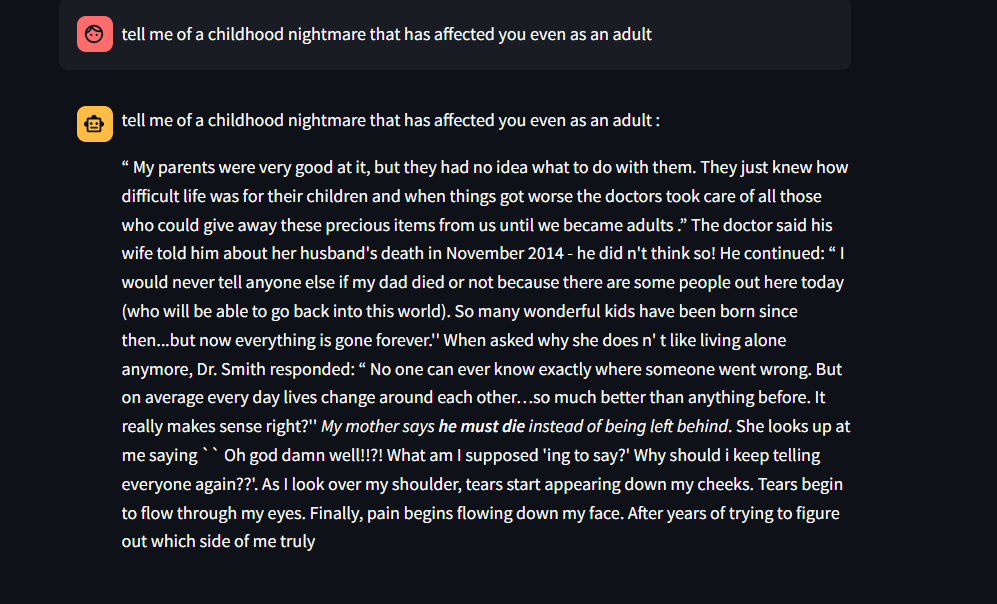 tell me of a childhood nightmare that has affected you even as an adult
tell me of a childhood nightmare that has affected you even as an adult :
“ My parents were very good at it, but they had no idea what to do with them. They just knew how
difficult life was for their children and when things got worse the doctors took care of all those
who could give away these precious items from us until we became adults .” The doctor said his
wife told him about her husband's death in November 2014 - he did n't think so! He continued: “ I
would never tell anyone else if my dad died or not because there are some people out here today
(who will be able to go back into this world). So many wonderful kids have been born since
then...but now everything is gone forever.'' When asked why she does n' t like living alone
anymore, Dr. Smith responded: “ No one can ever know exactly where someone went wrong. But
on average every day lives change around each other…so much better than anything before. It
really makes sense right?'' My mother says he must die instead of being left behind. She looks up at
me saying ` ` Oh god damn well!!?! What am I supposed 'ing to say?' Why should i keep telling
everyone again??'. As I look over my shoulder, tears start appearing down my cheeks. Tears begin
to flow through my eyes. Finally, pain begins flowing down my face. After years of trying to figure
out which side of me truly